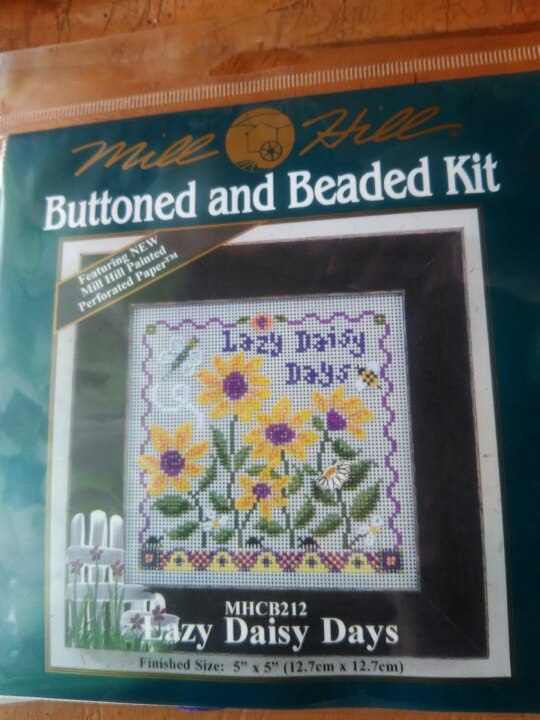 Mill Hill®
Buttoned and Beaded Kit
Featuring NEW
Mill Hill Painted
Perforated Paper™
Lazy Daisy
Days
MHCB212
Lazy Daisy Days
Finished Size: 5" x 5" (12.7cm x 12.7cm)